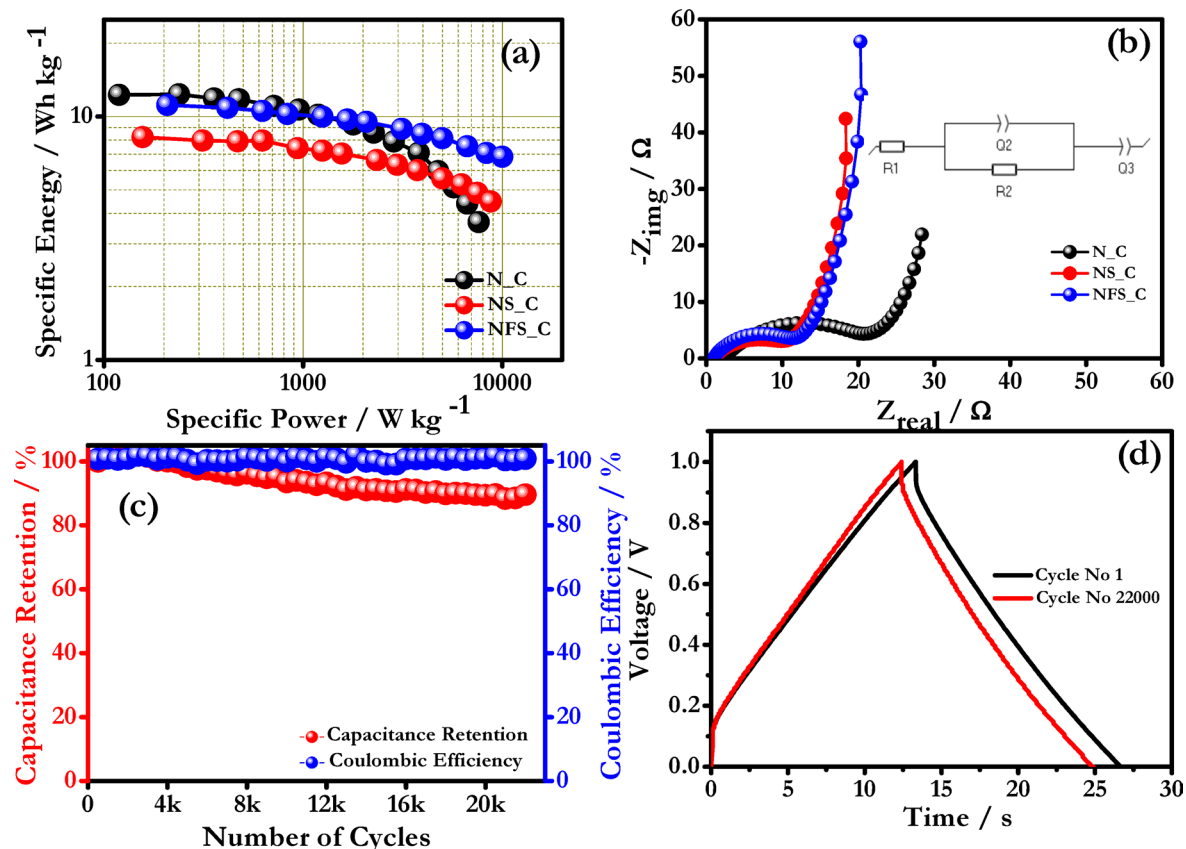 (a)
Specific Energy / Wh kg -1
10
1
N_C
NS_C
NFS_C
100 1000 10000
Specific Power / W kg -1
(b)
-Zimg / Ω
60
50
40
30
20
10
0
R1 Q2 R2 Q3
N_C
NS_C
NFS_C
0 10 20 30 40 50 60
Zreal / Ω
(c)
Capacitance Retention / %
100
80
60
40
20
0
Capacitance Retention
Coulombic Efficiency
100
80
60
40
20
0
Coulombic Efficiency / %
0 4k 8k 12k 16k 20k
Number of Cycles
(d)
Voltage / V
1.0
0.8
0.6
0.4
0.2
0.0
Cycle No 1
Cycle No 22000
0 5 10 15 20 25 30
Time / s